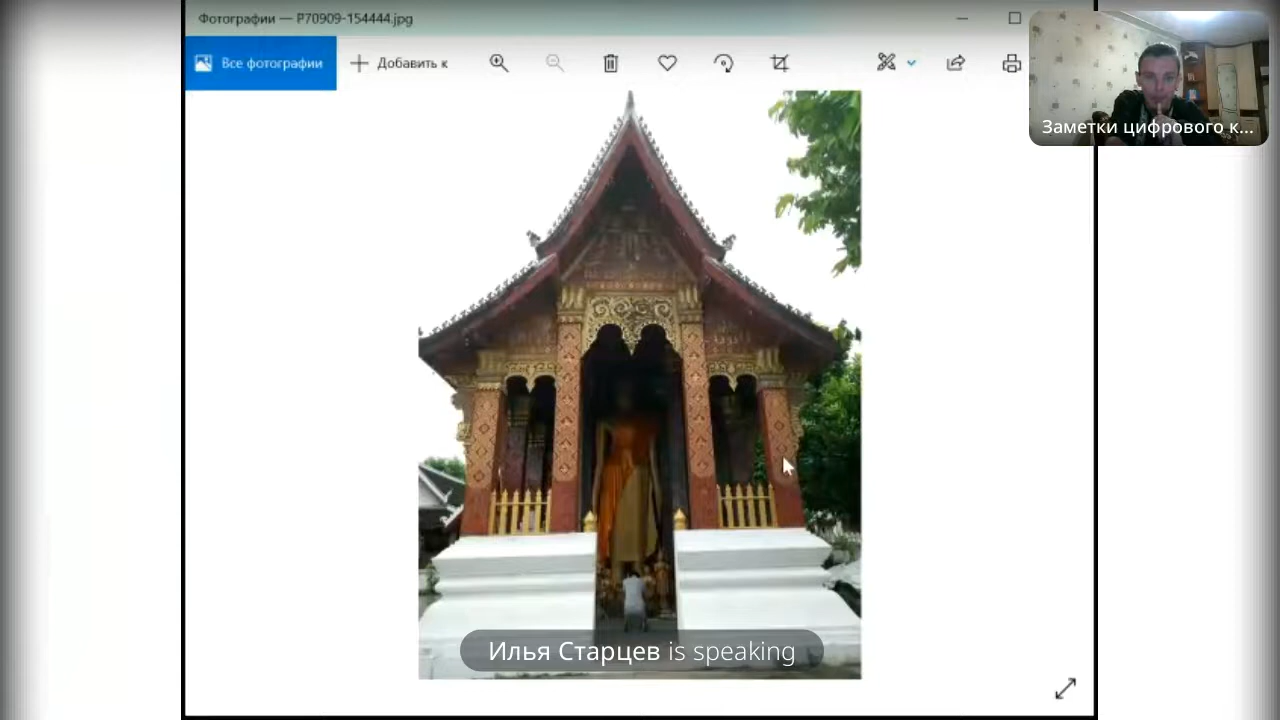 Фотографии — P70909-154444.jpg
Все фотографии
Добавить к
Заметки цифрового к...
Илья Старцев is speaking